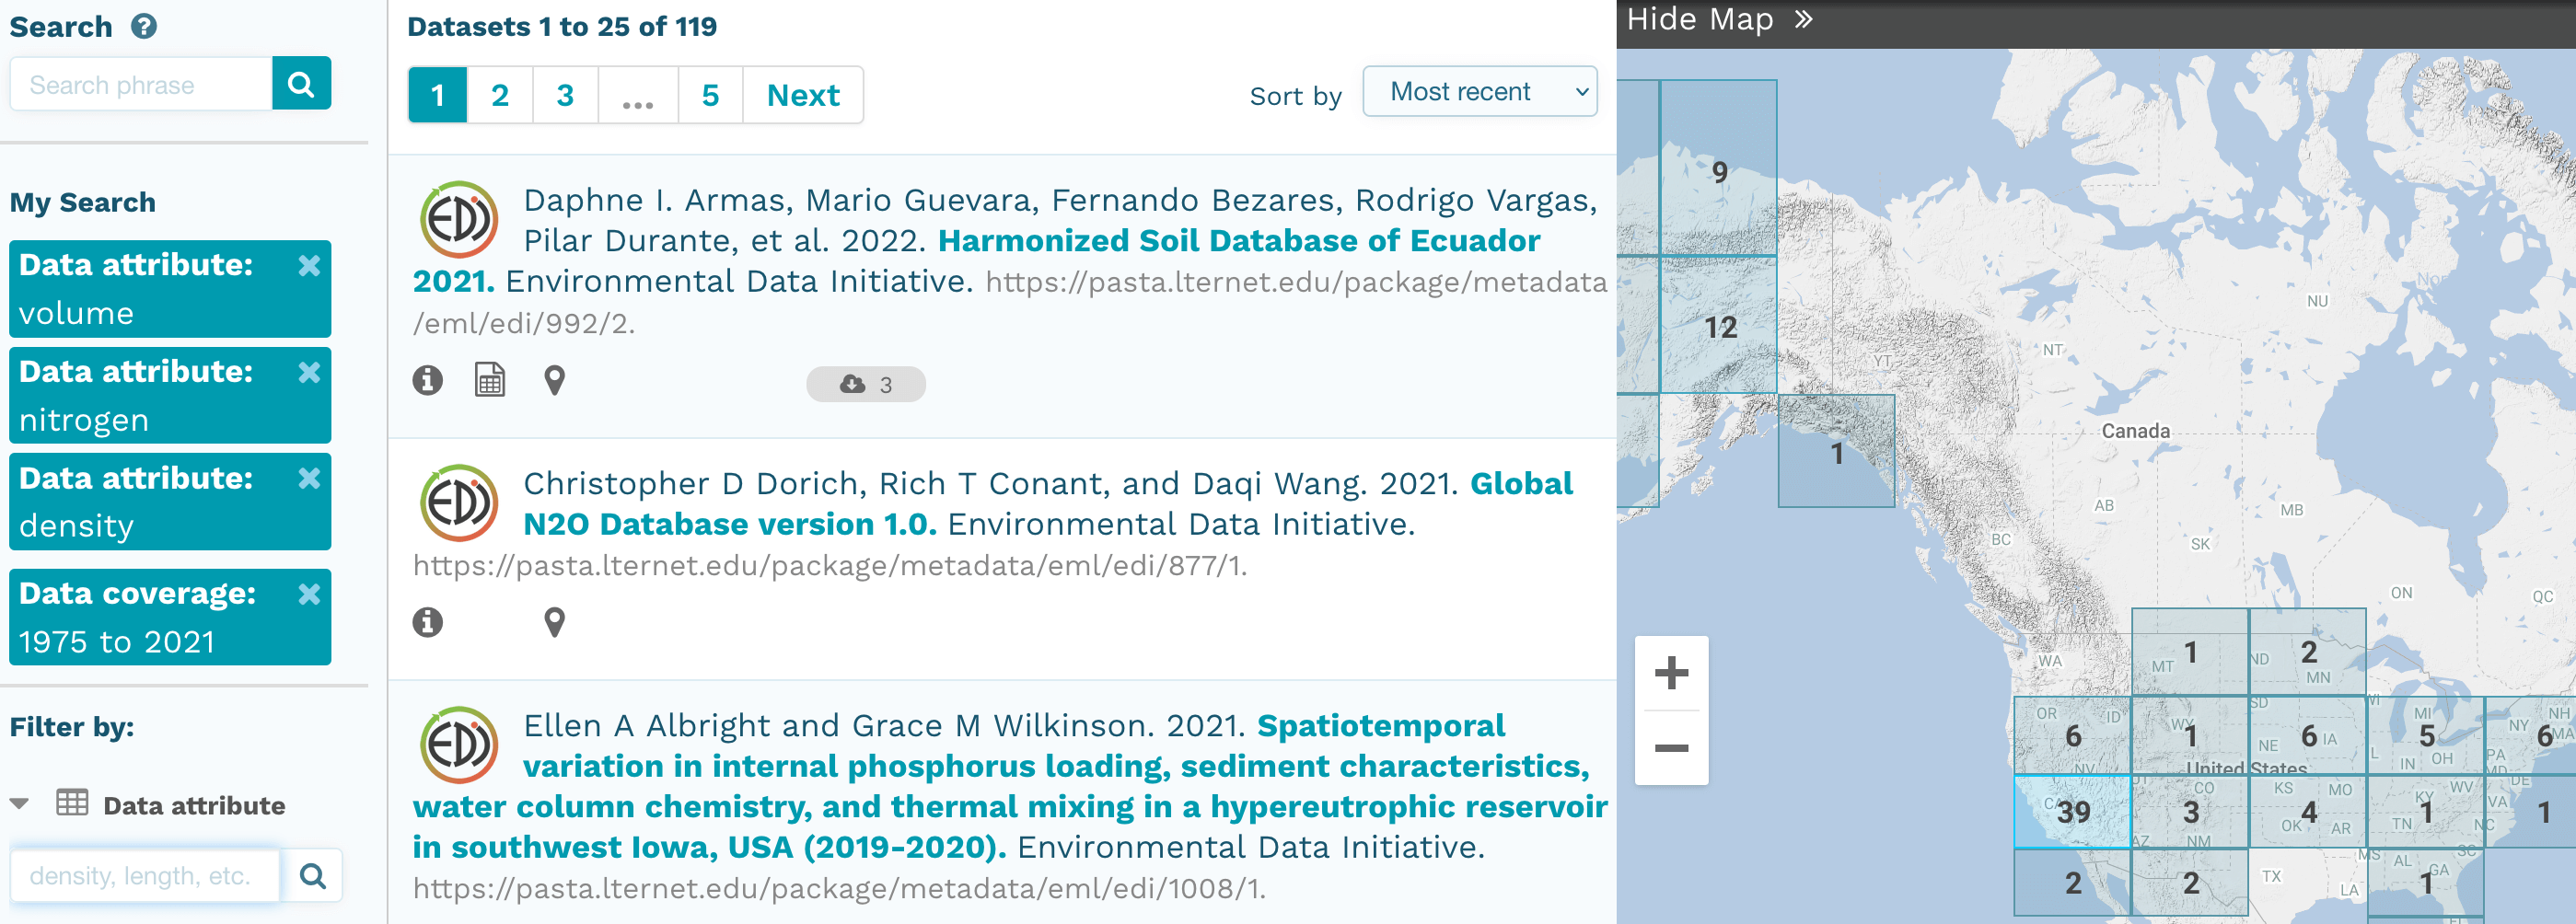 Search ?
Search phrase
My Search
Data attribute:
volume
Data attribute:
nitrogen
Data attribute:
density
Data coverage:
1975 to 2021
Filter by:
Data attribute
density, length, etc.
Datasets 1 to 25 of 119
1 2 3 ... 5 Next
Sort by Most recent
EDI
Daphne I. Armas, Mario Guevara, Fernando Bezares, Rodrigo Vargas,
Pilar Durante, et al. 2022. Harmonized Soil Database of Ecuador
2021. Environmental Data Initiative. https://pasta.lternet.edu/package/metadata
/eml/edi/992/2.
3
EDI
Christopher D Dorich, Rich T Conant, and Daqi Wang. 2021. Global
N2O Database version 1.0. Environmental Data Initiative.
https://pasta.lternet.edu/package/metadata/eml/edi/877/1.
EDI
Ellen A Albright and Grace M Wilkinson. 2021. Spatiotemporal
variation in internal phosphorus loading, sediment characteristics,
water column chemistry, and thermal mixing in a hypereutrophic reservoir
in southwest Iowa, USA (2019-2020). Environmental Data Initiative.
https://pasta.lternet.edu/package/metadata/eml/edi/1008/1.
Hide Map »
9
NU
12
NT
YT
Canada
1
AB
MB
BC
SK
ON
QC
1 2
WA MT ND
MN
OR ID WY SD WI MI NY NH
6 1 6 5 6
NE IA MA
PA
IN OH
NV United States MD
UT CO KS MO WV DE
CA KY VA
39 3 4 1 1
OK AR TN NC
AZ NM
MS AL SC
GA
2 2 TX 1
LA
+
−